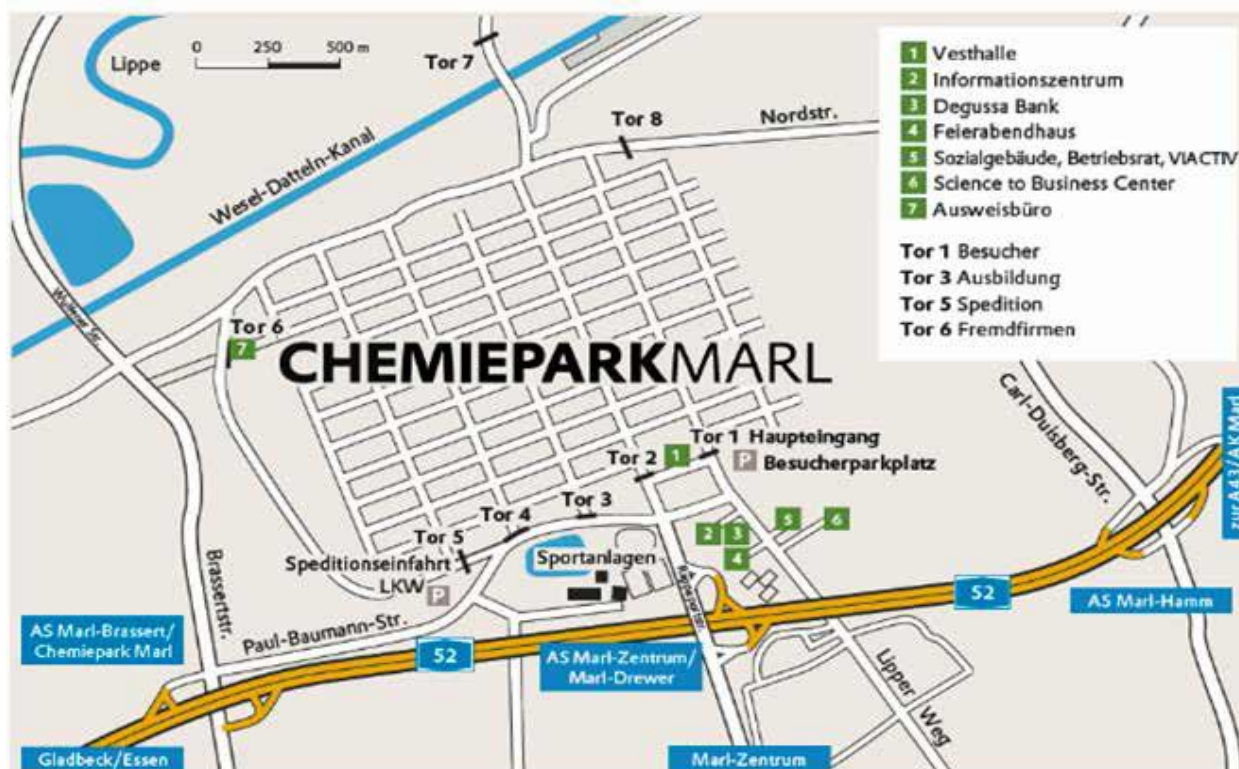 Lippe
0 250 500 m
Tor 7
Wesel-Datteln-Kanal
Tor 8
Nordstr.
1 Vesthalle
2 Informationszentrum
3 Degussa Bank
4 Feierabendhaus
5 Sozialgebäude, Betriebsrat, VIACTIV
6 Science to Business Center
7 Ausweisbüro
Tor 1 Besucher
Tor 3 Ausbildung
Tor 5 Spedition
Tor 6 Fremdfirmen
Tor 6
7
CHEMIEPARKMARL
Carl-Duisberg-Str.
zur A43/AK Marl
Tor 1 Haupteingang
P Besucherparkplatz
Tor 2
1
Tor 3
Tor 4
Tor 5
Speditionseinfahrt
LKW P
Sportanlagen
2
3
4
5
6
Brassertstr.
Paul-Baumann-Str.
52
52
AS Marl-Brassert/
Chemiepark Marl
AS Marl-Zentrum/
Marl-Drewer
AS Marl-Hamm
Lipper Weg
Gladbeck/Essen
Marl-Zentrum